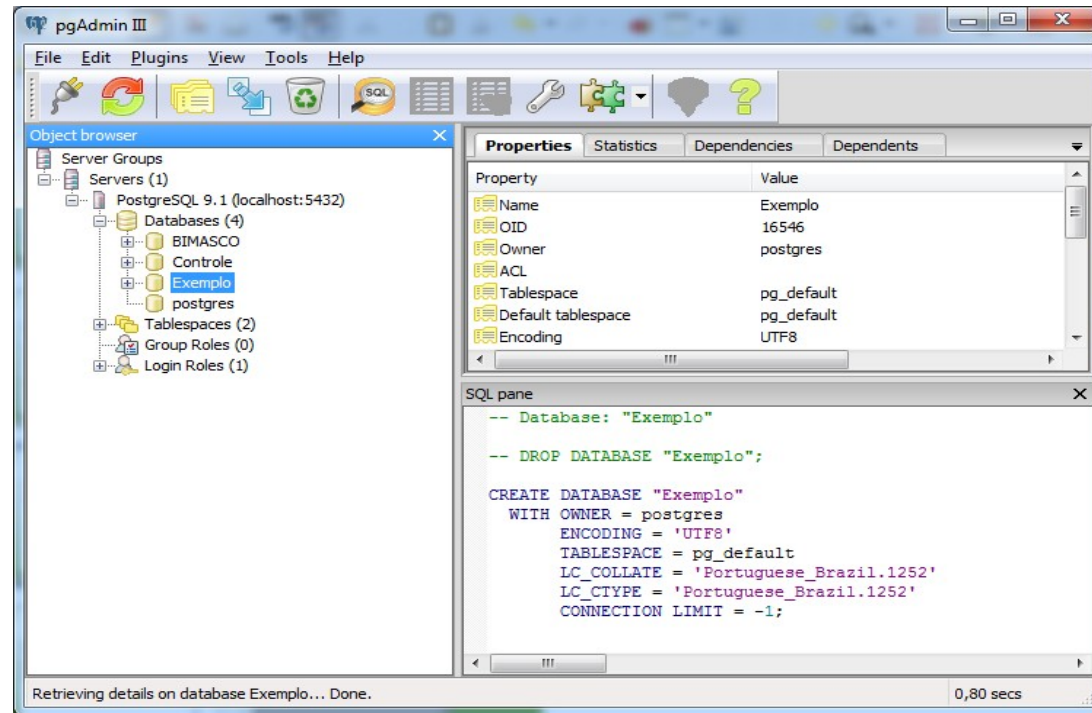 pgAdmin III
File Edit Plugins View Tools Help
SQL
Object browser
Server Groups
Servers (1)
PostgreSQL 9.1 (localhost:5432)
Databases (4)
BIMASCO
Controle
Exemplo
postgres
Tablespaces (2)
Group Roles (0)
Login Roles (1)
Properties Statistics Dependencies Dependents
Property Value
Name Exemplo
OID 16546
Owner postgres
ACL
Tablespace pg_default
Default tablespace pg_default
Encoding UTF8
SQL pane
-- Database: "Exemplo"
-- DROP DATABASE "Exemplo";
CREATE DATABASE "Exemplo"
WITH OWNER = postgres
ENCODING = 'UTF8'
TABLESPACE = pg_default
LC_COLLATE = 'Portuguese_Brazil.1252'
LC_CTYPE = 'Portuguese_Brazil.1252'
CONNECTION LIMIT = -1;
Retrieving details on database Exemplo... Done. 0,80 secs